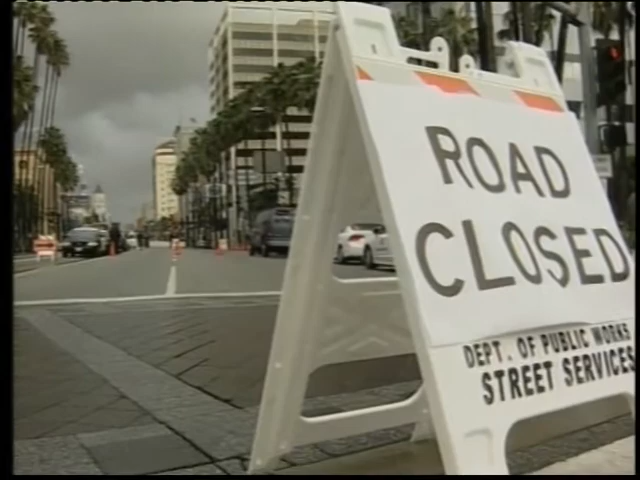 ROAD
CLOSED
DEPT. OF PUBLIC WORKS
STREET SERVICES